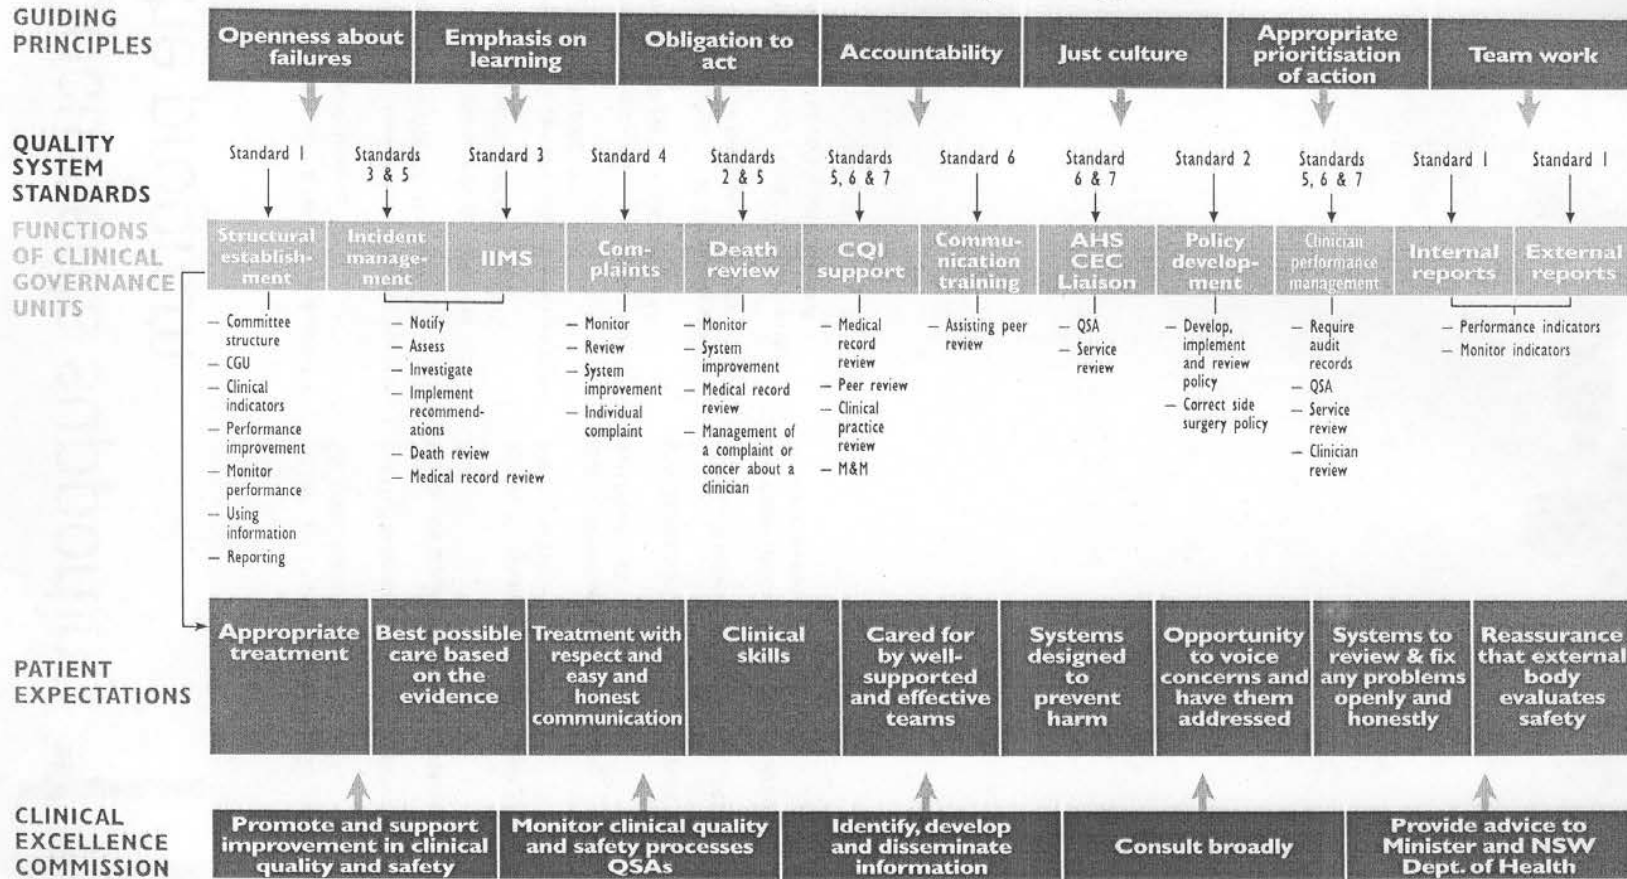 GUIDING
PRINCIPLES
Openness about
failures
Emphasis on
learning
Obligation to
act
Accountability
Just culture
Appropriate
prioritisation
of action
Team work
QUALITY
SYSTEM
STANDARDS
Standard 1
Standards
3 & 5
Standard 3
Standard 4
Standards
2 & 5
Standards
5, 6 & 7
Standard 6
Standard
6 & 7
Standard 2
Standards
5, 6 & 7
Standard 1
Standard 1
FUNCTIONS
OF CLINICAL
GOVERNANCE
UNITS
Structural
establish-
ment
Incident
manage-
ment
IIMS
Com-
plaints
Death
review
CQI
support
Commu-
nication
training
AHS
CEC
Liaison
Policy
develop-
ment
Clinician
performance
management
Internal
reports
External
reports
– Committee
structure
– CGU
– Clinical
indicators
– Performance
improvement
– Monitor
performance
– Using
information
– Reporting
– Notify
– Assess
– Investigate
– Implement
recommend-
ations
– Death review
– Medical record review
– Monitor
– Review
– System
improvement
– Individual
complaint
– Monitor
– System
improvement
– Medical record
review
– Management of
a complaint or
concer about a
clinician
– Medical
record
review
– Peer review
– Clinical
practice
review
– M&M
– Assisting peer
review
– QSA
– Service
review
– Develop,
implement
and review
policy
– Correct side
surgery policy
– Require
audit
records
– QSA
– Service
review
– Clinician
review
– Performance indicators
– Monitor indicators
PATIENT
EXPECTATIONS
Appropriate
treatment
Best possible
care based
on the
evidence
Treatment with
respect and
easy and
honest
communication
Clinical
skills
Cared for
by well-
supported
and effective
teams
Systems
designed
to
prevent
harm
Opportunity
to voice
concerns and
have them
addressed
Systems to
review & fix
any problems
openly and
honestly
Reassurance
that external
body
evaluates
safety
CLINICAL
EXCELLENCE
COMMISSION
Promote and support
improvement in clinical
quality and safety
Monitor clinical quality
and safety processes
QSAs
Identify, develop
and disseminate
information
Consult broadly
Provide advice to
Minister and NSW
Dept. of Health